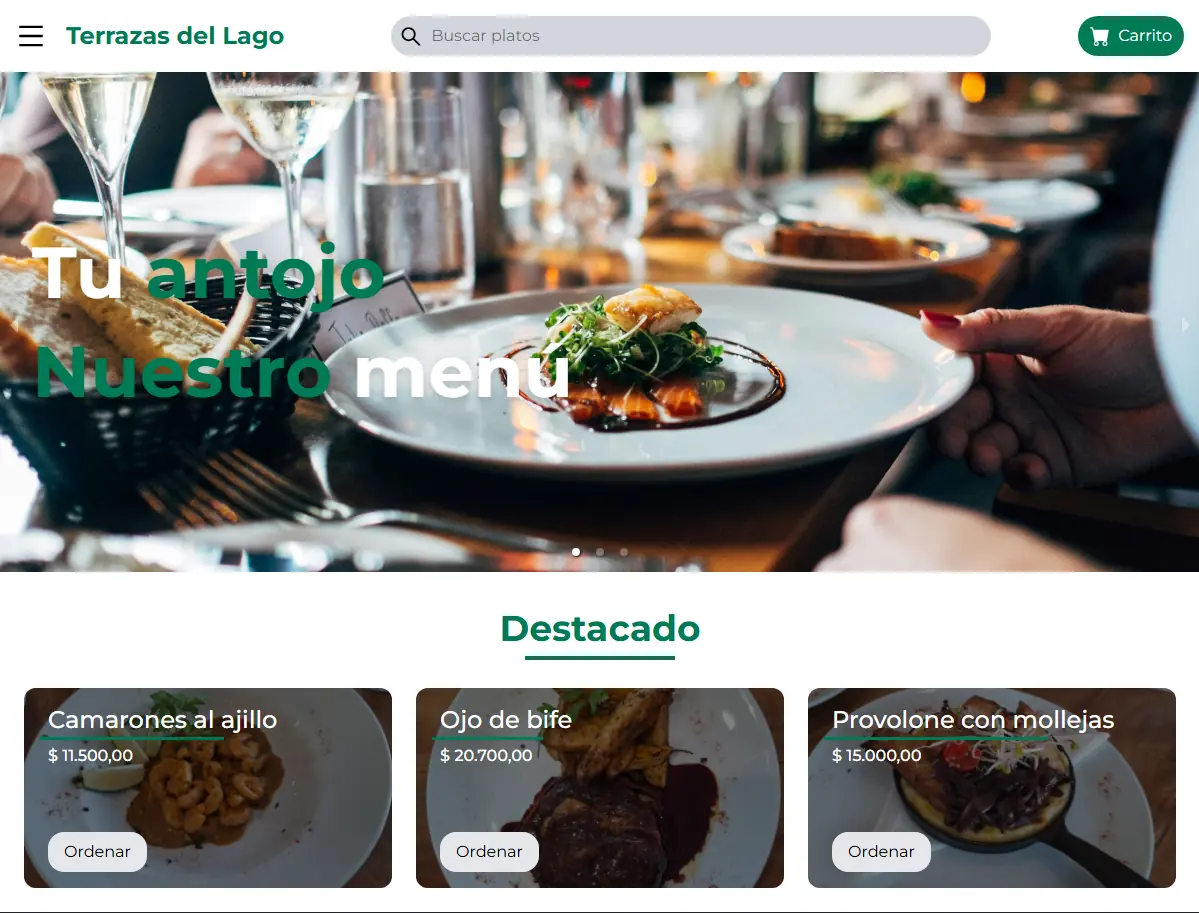 Terrazas del Lago
Buscar platos
Carrito
Tu antojo
Nuestro menú
Destacado
Camarones al ajillo
$ 11.500,00
Ordenar
Ojo de bife
$ 20.700,00
Ordenar
Provolone con mollejas
$ 15.000,00
Ordenar